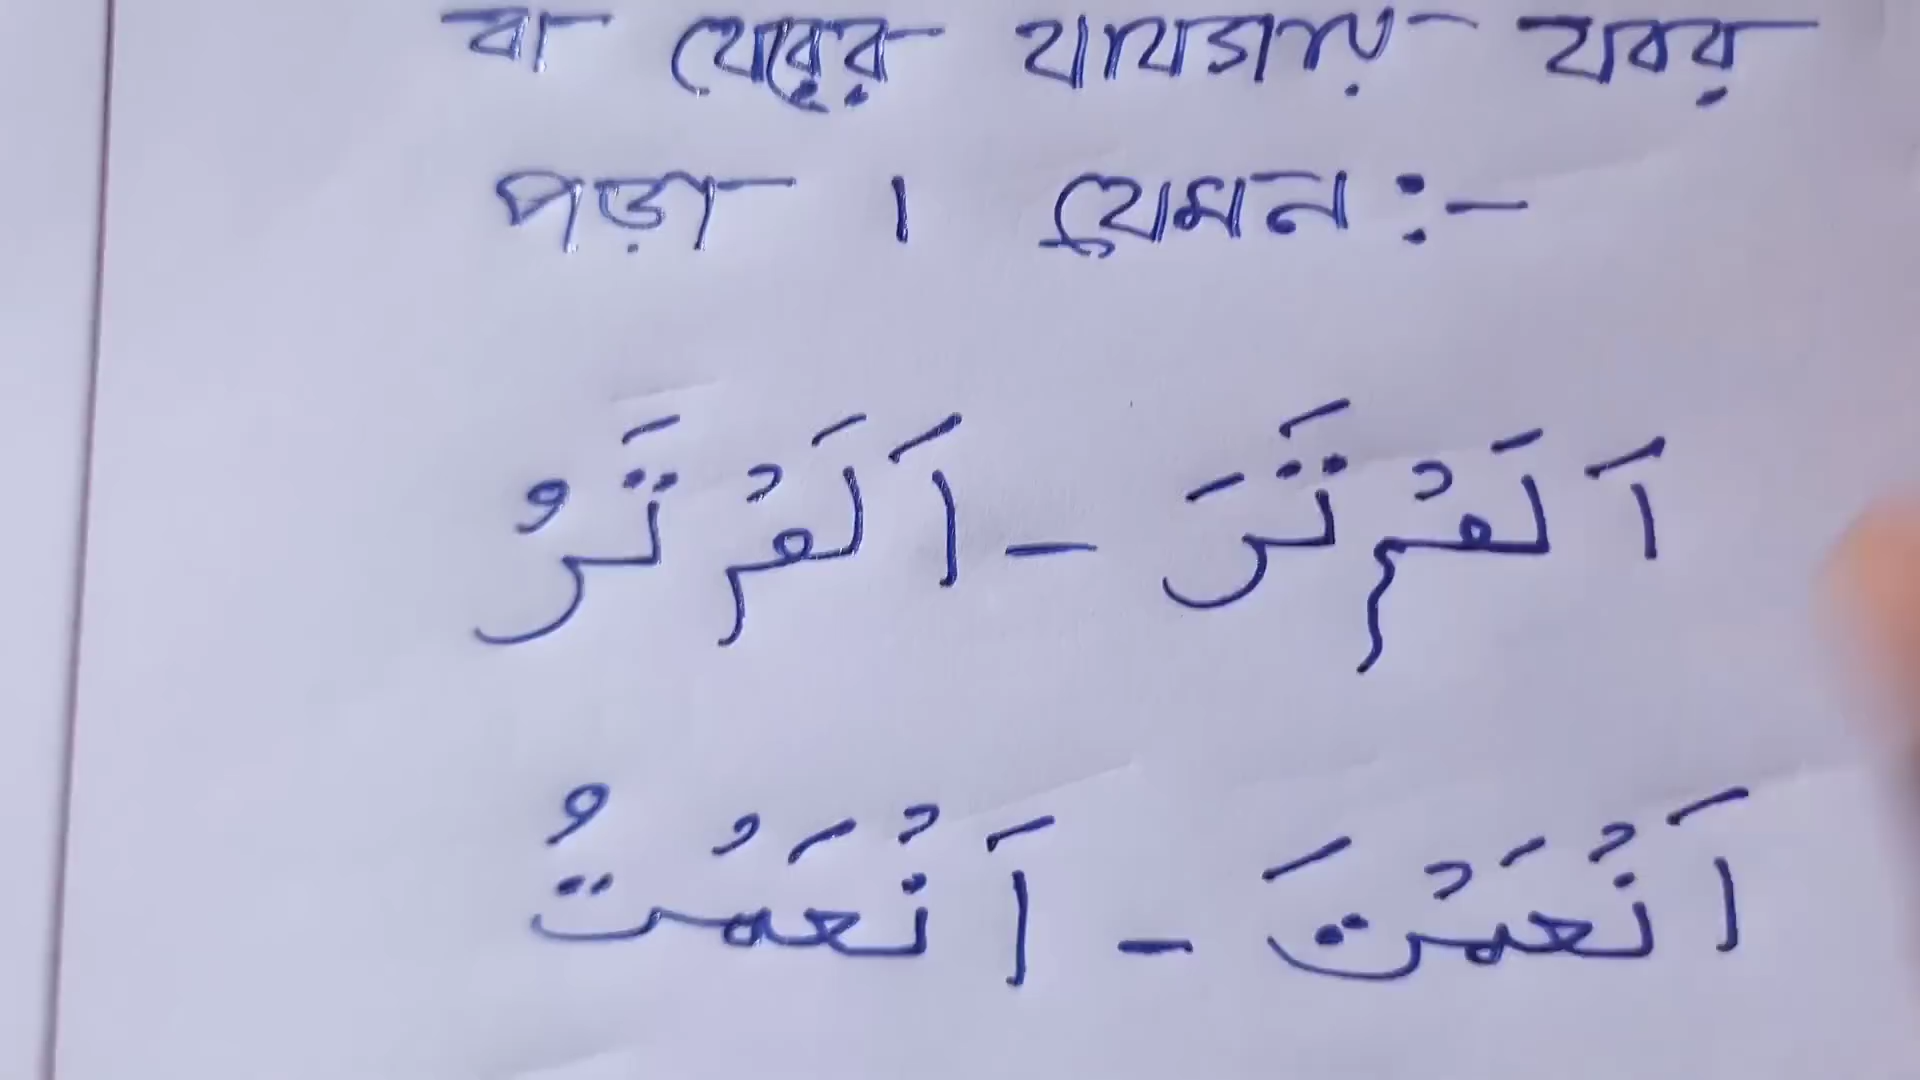 বা যেরের যায়গায় যবর
পড়া । যেমন :-
اَلَمْ تَرَ - اَلَمْ تَرُ
اَنْعَمْتَ - اَنْعَمْتُ